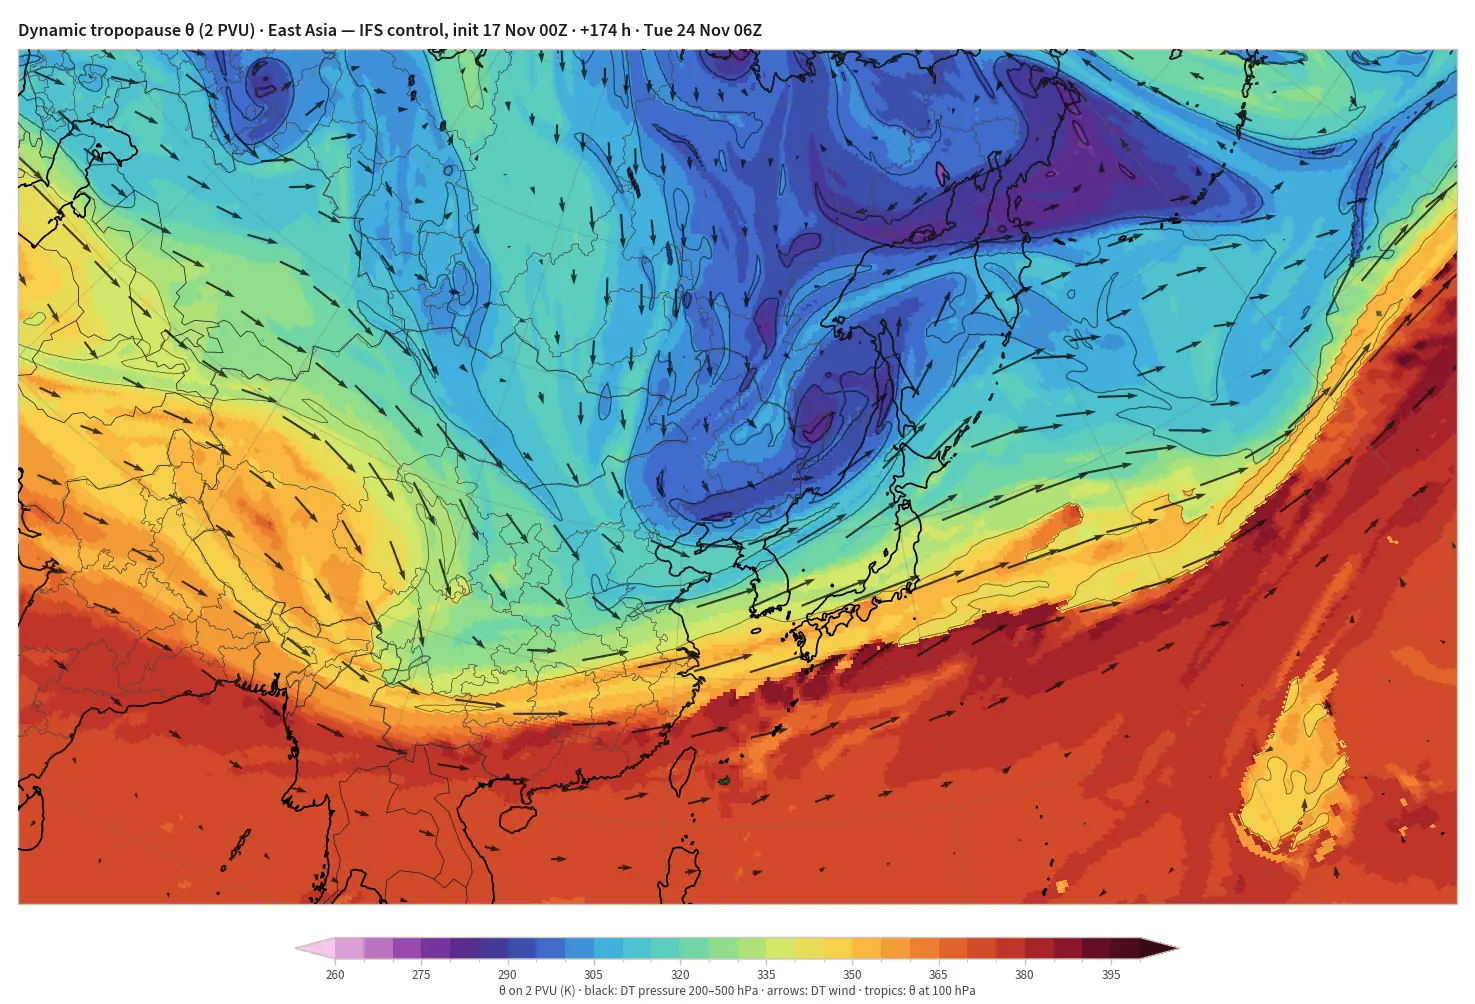 Dynamic tropopause θ (2 PVU) · East Asia — IFS control, init 17 Nov 00Z · +174 h · Tue 24 Nov 06Z
260 275 290 305 320 335 350 365 380 395
θ on 2 PVU (K) · black: DT pressure 200–500 hPa · arrows: DT wind · tropics: θ at 100 hPa